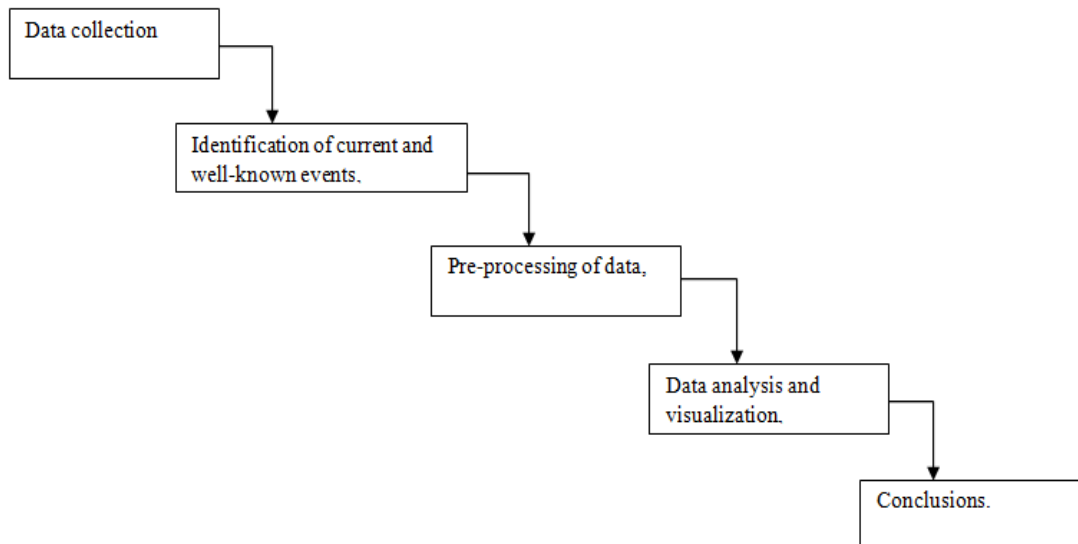 Data collection
Identification of current and
well-known events.
Pre-processing of data,
Data analysis and
visualization.
Conclusions.